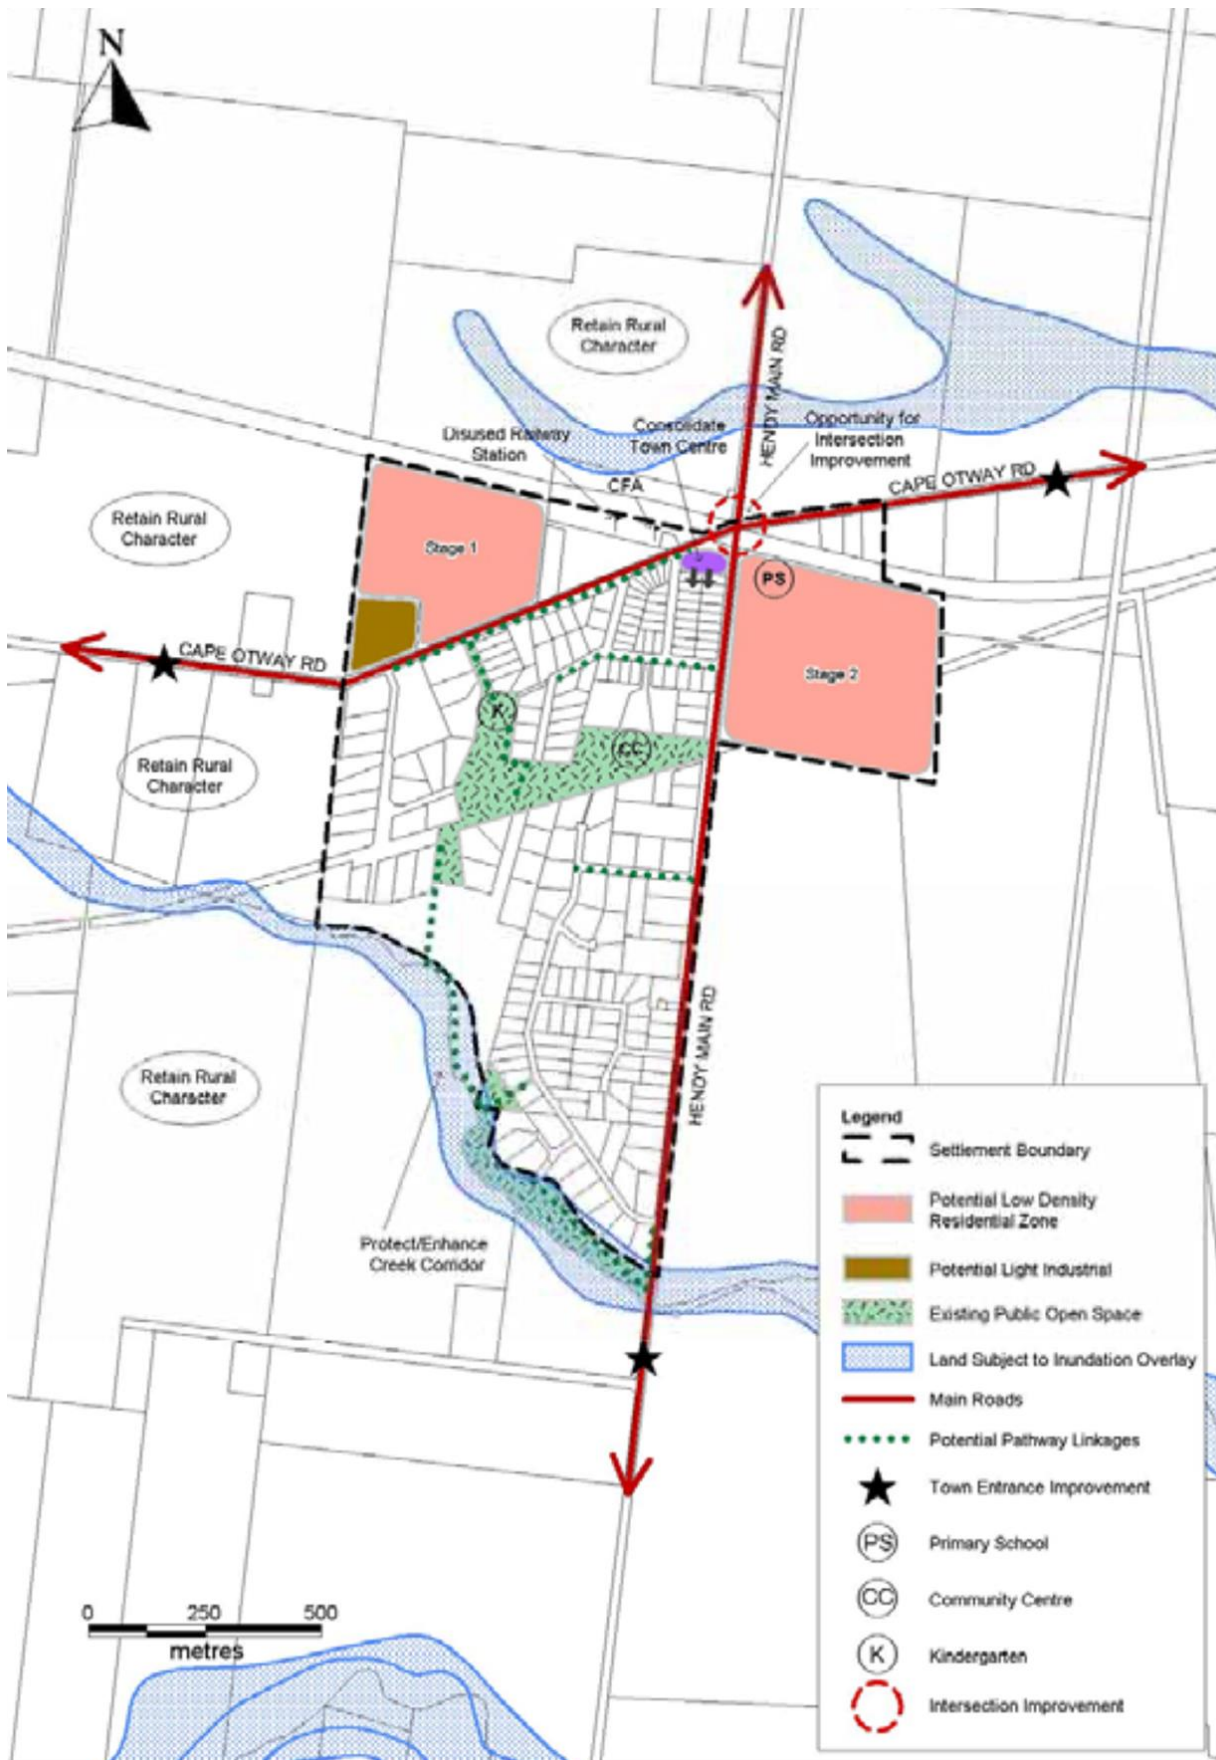 N
Retain Rural
Character
HENDY MAIN RD
Disused Railway
Station
Consolidate
Town Centre
Opportunity for
Intersection
Improvement
CFA
CAPE OTWAY RD
Retain Rural
Character
Stage 1
PS
CAPE OTWAY RD
Stage 2
K
CC
Retain Rural
Character
HENDY MAIN RD
Retain Rural
Character
Protect/Enhance
Creek Corridor
Legend
Settlement Boundary
Potential Low Density
Residential Zone
Potential Light Industrial
Existing Public Open Space
Land Subject to Inundation Overlay
Main Roads
Potential Pathway Linkages
Town Entrance Improvement
PS Primary School
CC Community Centre
K Kindergarten
Intersection Improvement
0 250 500
metres